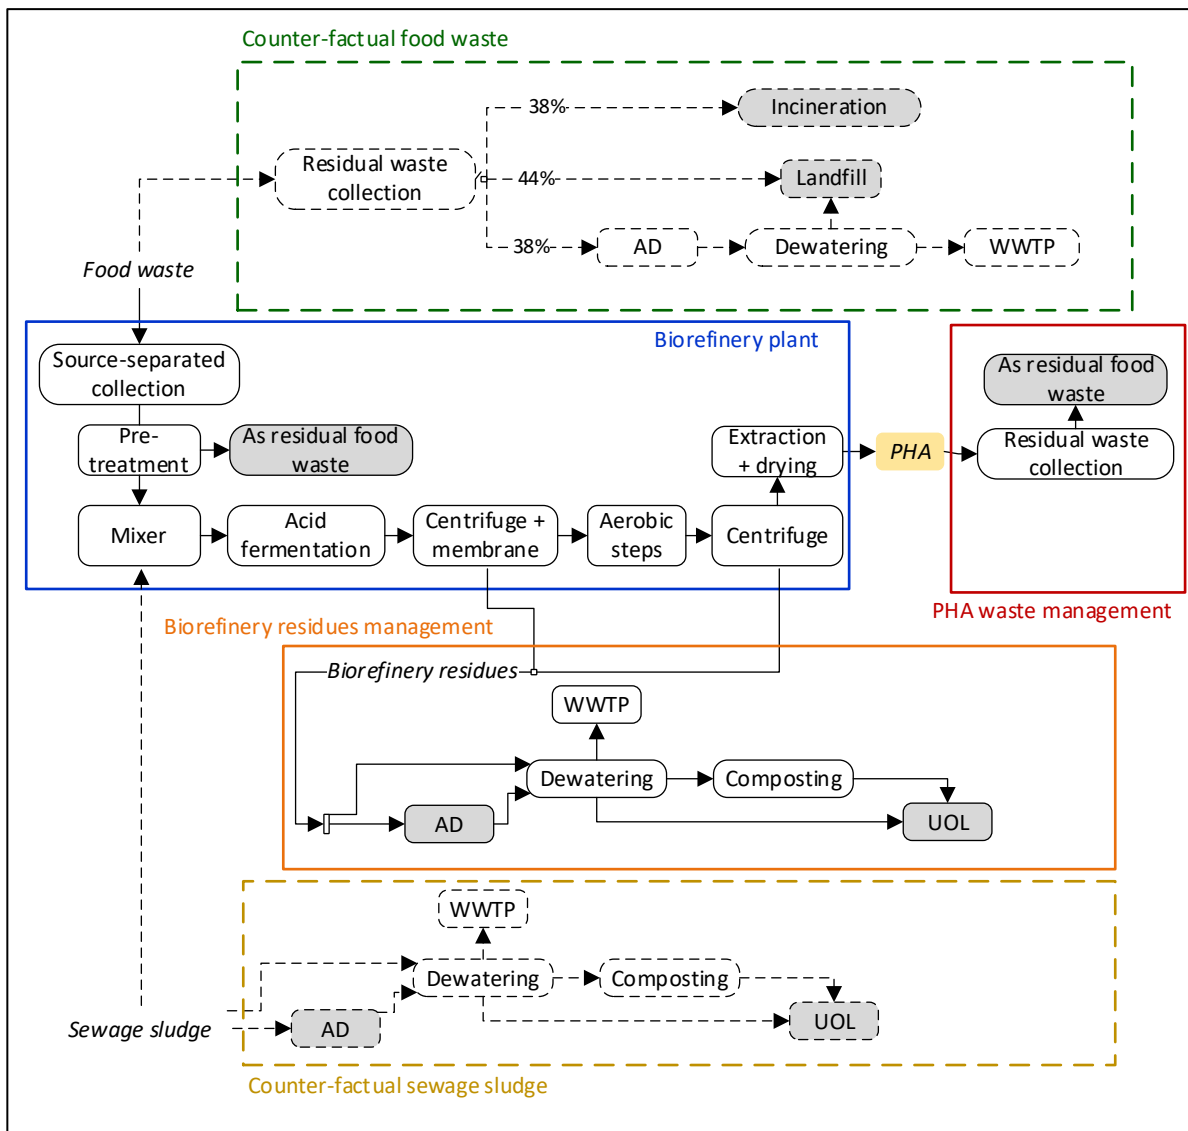 Counter-factual food waste
38%
Incineration
Residual waste
collection
44%
Landfill
38%
AD
Dewatering
WWTP
Food waste
Biorefinery plant
Source-separated
collection
Pre-
treatment
As residual food
waste
Extraction
+ drying
PHA
As residual food
waste
Residual waste
collection
Mixer
Acid
fermentation
Centrifuge +
membrane
Aerobic
steps
Centrifuge
PHA waste management
Biorefinery residues management
Biorefinery residues
WWTP
Dewatering
Composting
AD
UOL
WWTP
Dewatering
Composting
Sewage sludge
AD
UOL
Counter-factual sewage sludge